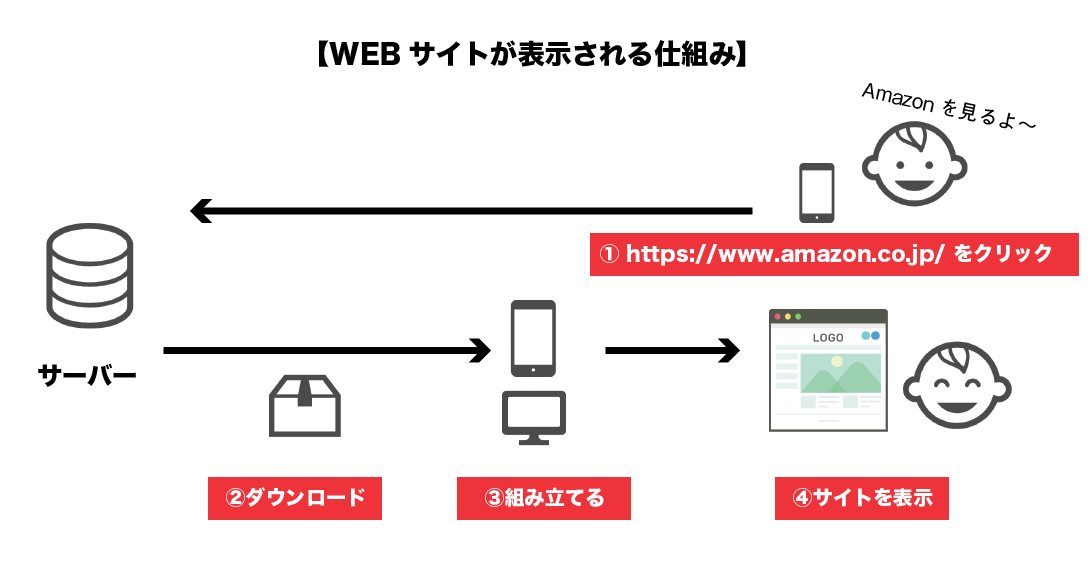 【WEB サイトが表示される仕組み】
Amazon を見るよ〜
① https://www.amazon.co.jp/ をクリック
サーバー
LOGO
②ダウンロード
③組み立てる
④サイトを表示